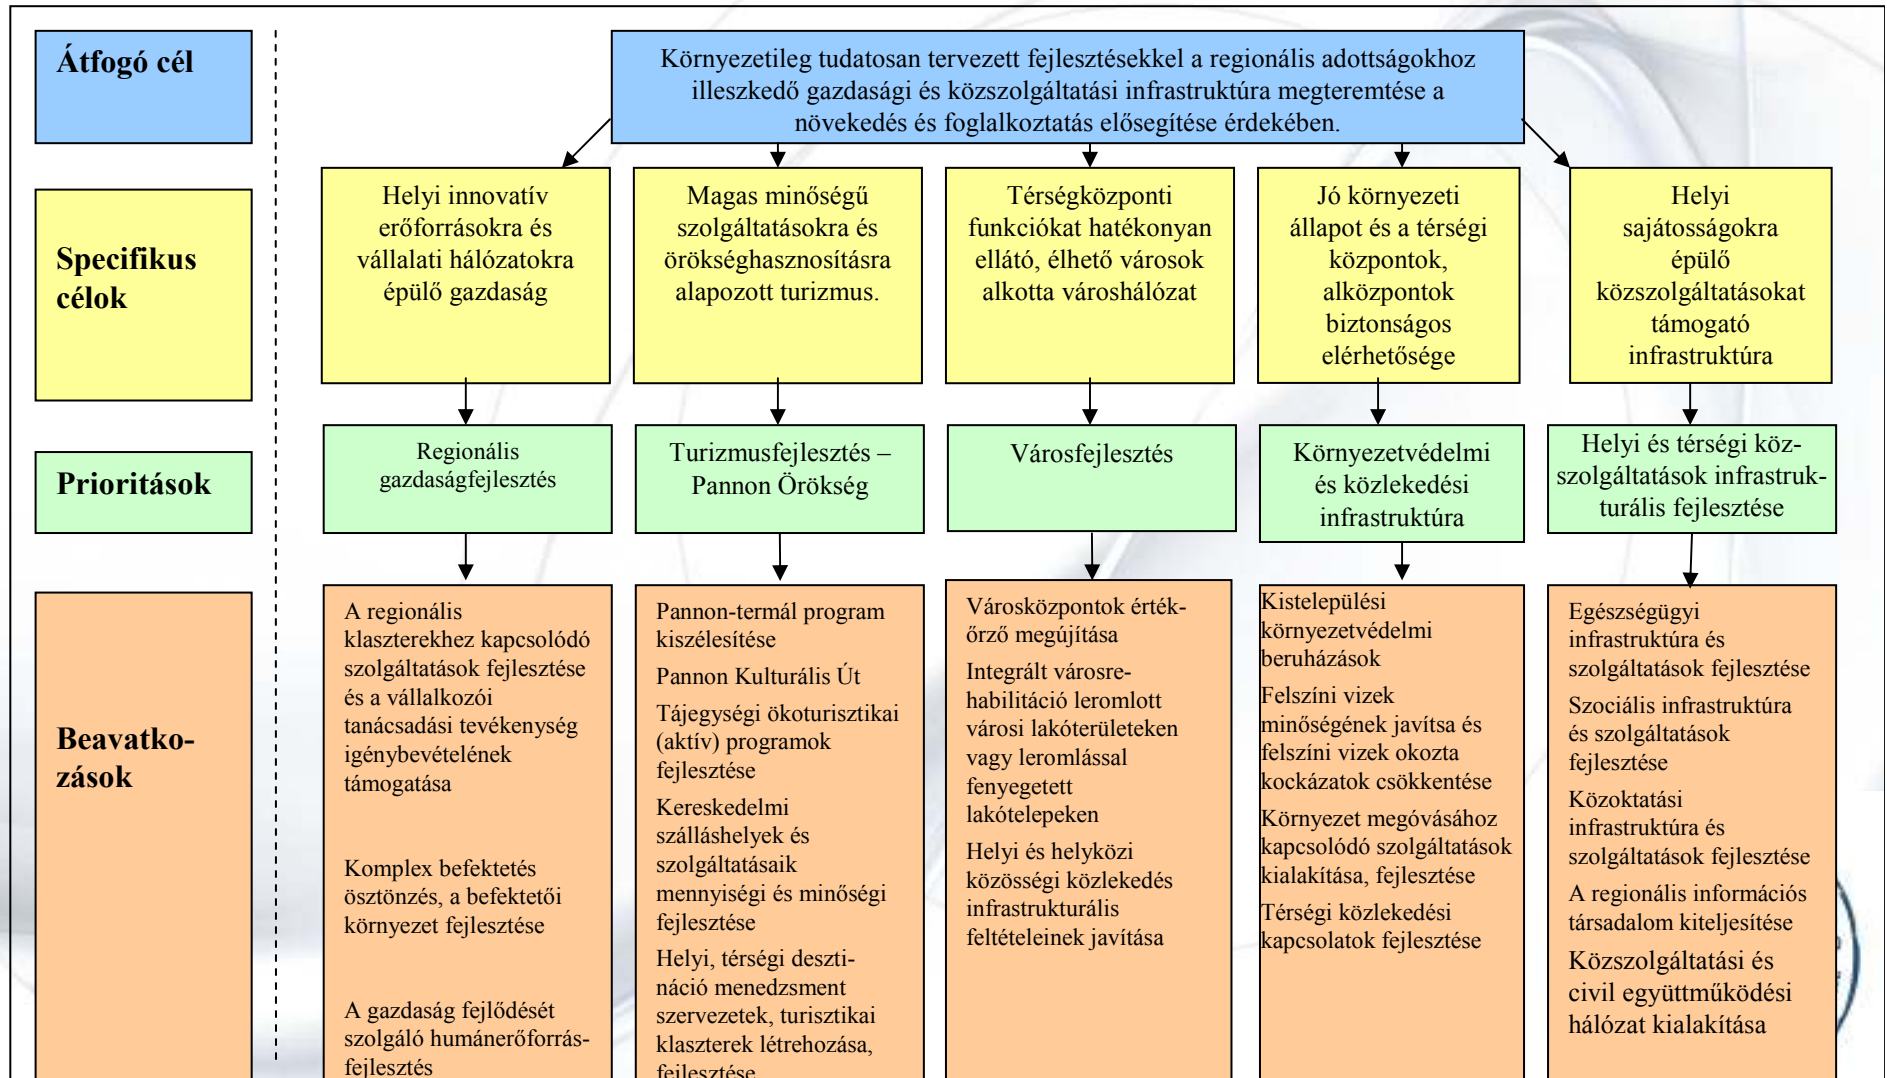 Átfogó cél
Környezetileg tudatosan tervezett fejlesztésekkel a regionális adottságokhoz
illeszkedő gazdasági és közszolgáltatási infrastruktúra megteremtése a
növekedés és foglalkoztatás elősegítése érdekében.
Specifikus
célok
Helyi innovatív
erőforrásokra és
vállalati hálózatokra
épülő gazdaság
Magas minőségű
szolgáltatásokra és
örökséghasznosításra
alapozott turizmus.
Térségközponti
funkciókat hatékonyan
ellátó, élhető városok
alkotta városhálózat
Jó környezeti
állapot és a térségi
központok,
alközpontok
biztonságos
elérhetősége
Helyi
sajátosságokra
épülő
közszolgáltatásokat
támogató
infrastruktúra
Prioritások
Regionális
gazdaságfejlesztés
Turizmusfejlesztés –
Pannon Örökség
Városfejlesztés
Környezetvédelmi
és közlekedési
infrastruktúra
Helyi és térségi köz-
szolgáltatások infrastruk-
turális fejlesztése
Beavatko-
zások
A regionális
klaszterekhez kapcsolódó
szolgáltatások fejlesztése
és a vállalkozói
tanácsadási tevékenység
igénybevételének
támogatása
Komplex befektetés
ösztönzés, a befektetői
környezet fejlesztése
A gazdaság fejlődését
szolgáló humánerőforrás-
fejlesztés
Pannon-termál program
kiszélesítése
Pannon Kulturális Út
Tájegységi ökoturisztikai
(aktív) programok
fejlesztése
Kereskedelmi
szálláshelyek és
szolgáltatásaik
mennyiségi és minőségi
fejlesztése
Helyi, térségi deszti-
náció menedzsment
szervezetek, turisztikai
klaszterek létrehozása,
fejlesztése
Városközpontok érték-
őrző megújítása
Integrált városre-
habilitáció leromlott
városi lakóterületeken
vagy leromlással
fenyegetett
lakótelepeken
Helyi és helyközi
közösségi közlekedés
infrastrukturális
feltételeinek javítása
Kistelepülési
környezetvédelmi
beruházások
Felszíni vizek
minőségének javítsa és
felszíni vizek okozta
kockázatok csökkentése
Környezet megóvásához
kapcsolódó szolgáltatások
kialakítása, fejlesztése
Térségi közlekedési
kapcsolatok fejlesztése
Egészségügyi
infrastruktúra és
szolgáltatások fejlesztése
Szociális infrastruktúra
és szolgáltatások
fejlesztése
Közoktatási
infrastruktúra és
szolgáltatások fejlesztése
A regionális információs
társadalom kiteljesítése
Közszolgáltatási és
civil együttműködési
hálózat kialakítása